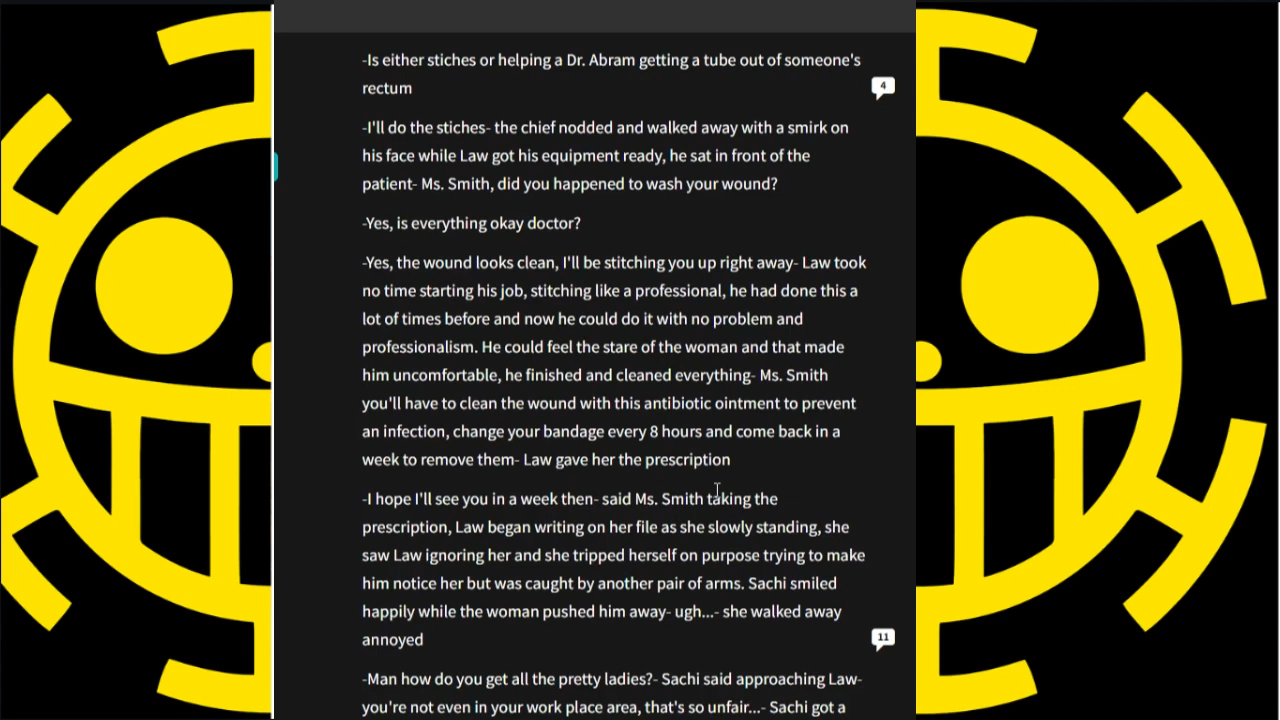 -Is either stiches or helping a Dr. Abram getting a tube out of someone's
rectum
4
-I'll do the stiches- the chief nodded and walked away with a smirk on
his face while Law got his equipment ready, he sat in front of the
patient- Ms. Smith, did you happened to wash your wound?
-Yes, is everything okay doctor?
-Yes, the wound looks clean, I'll be stitching you up right away- Law took
no time starting his job, stitching like a professional, he had done this a
lot of times before and now he could do it with no problem and
professionalism. He could feel the stare of the woman and that made
him uncomfortable, he finished and cleaned everything- Ms. Smith
you'll have to clean the wound with this antibiotic ointment to prevent
an infection, change your bandage every 8 hours and come back in a
week to remove them- Law gave her the prescription
-I hope I'll see you in a week then- said Ms. Smith taking the
prescription, Law began writing on her file as she slowly standing, she
saw Law ignoring her and she tripped herself on purpose trying to make
him notice her but was caught by another pair of arms. Sachi smiled
happily while the woman pushed him away- ugh...- she walked away
annoyed
11
-Man how do you get all the pretty ladies?- Sachi said approaching Law-
you're not even in your work place area, that's so unfair...- Sachi got a